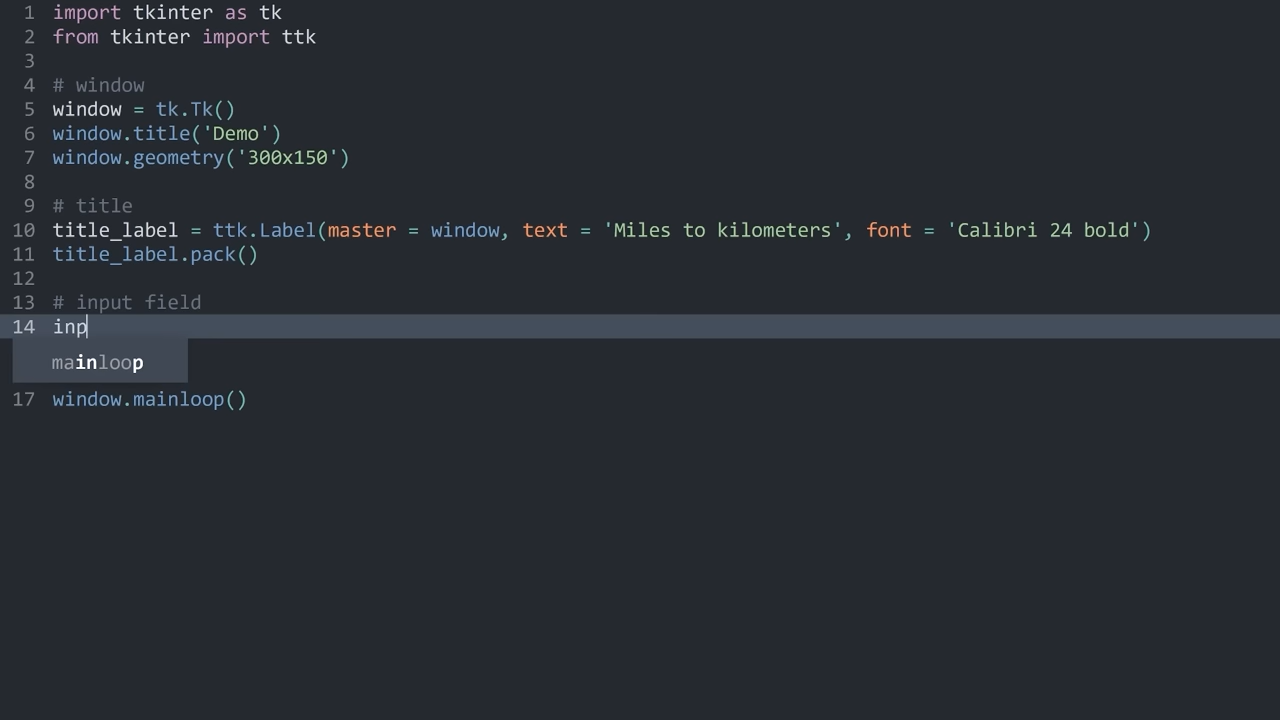 1 import tkinter as tk
2 from tkinter import ttk
3
4 # window
5 window = tk.Tk()
6 window.title('Demo')
7 window.geometry('300x150')
8
9 # title
10 title_label = ttk.Label(master = window, text = 'Miles to kilometers', font = 'Calibri 24 bold')
11 title_label.pack()
12
13 # input field
14 inp
mainloop
17 window.mainloop()